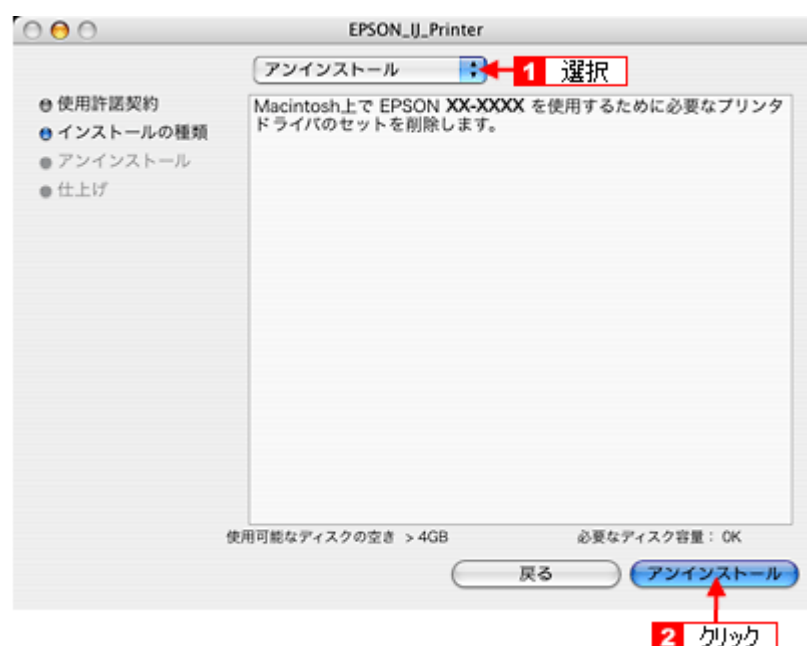 EPSON_IJ_Printer
アンインストール
1 選択
使用許諾契約
インストールの種類
アンインストール
仕上げ
Macintosh上で EPSON XX-XXXX を使用するために必要なプリンタ
ドライバのセットを削除します。
使用可能なディスクの空き > 4GB
必要なディスク容量： 0K
戻る
アンインストール
2 クリック